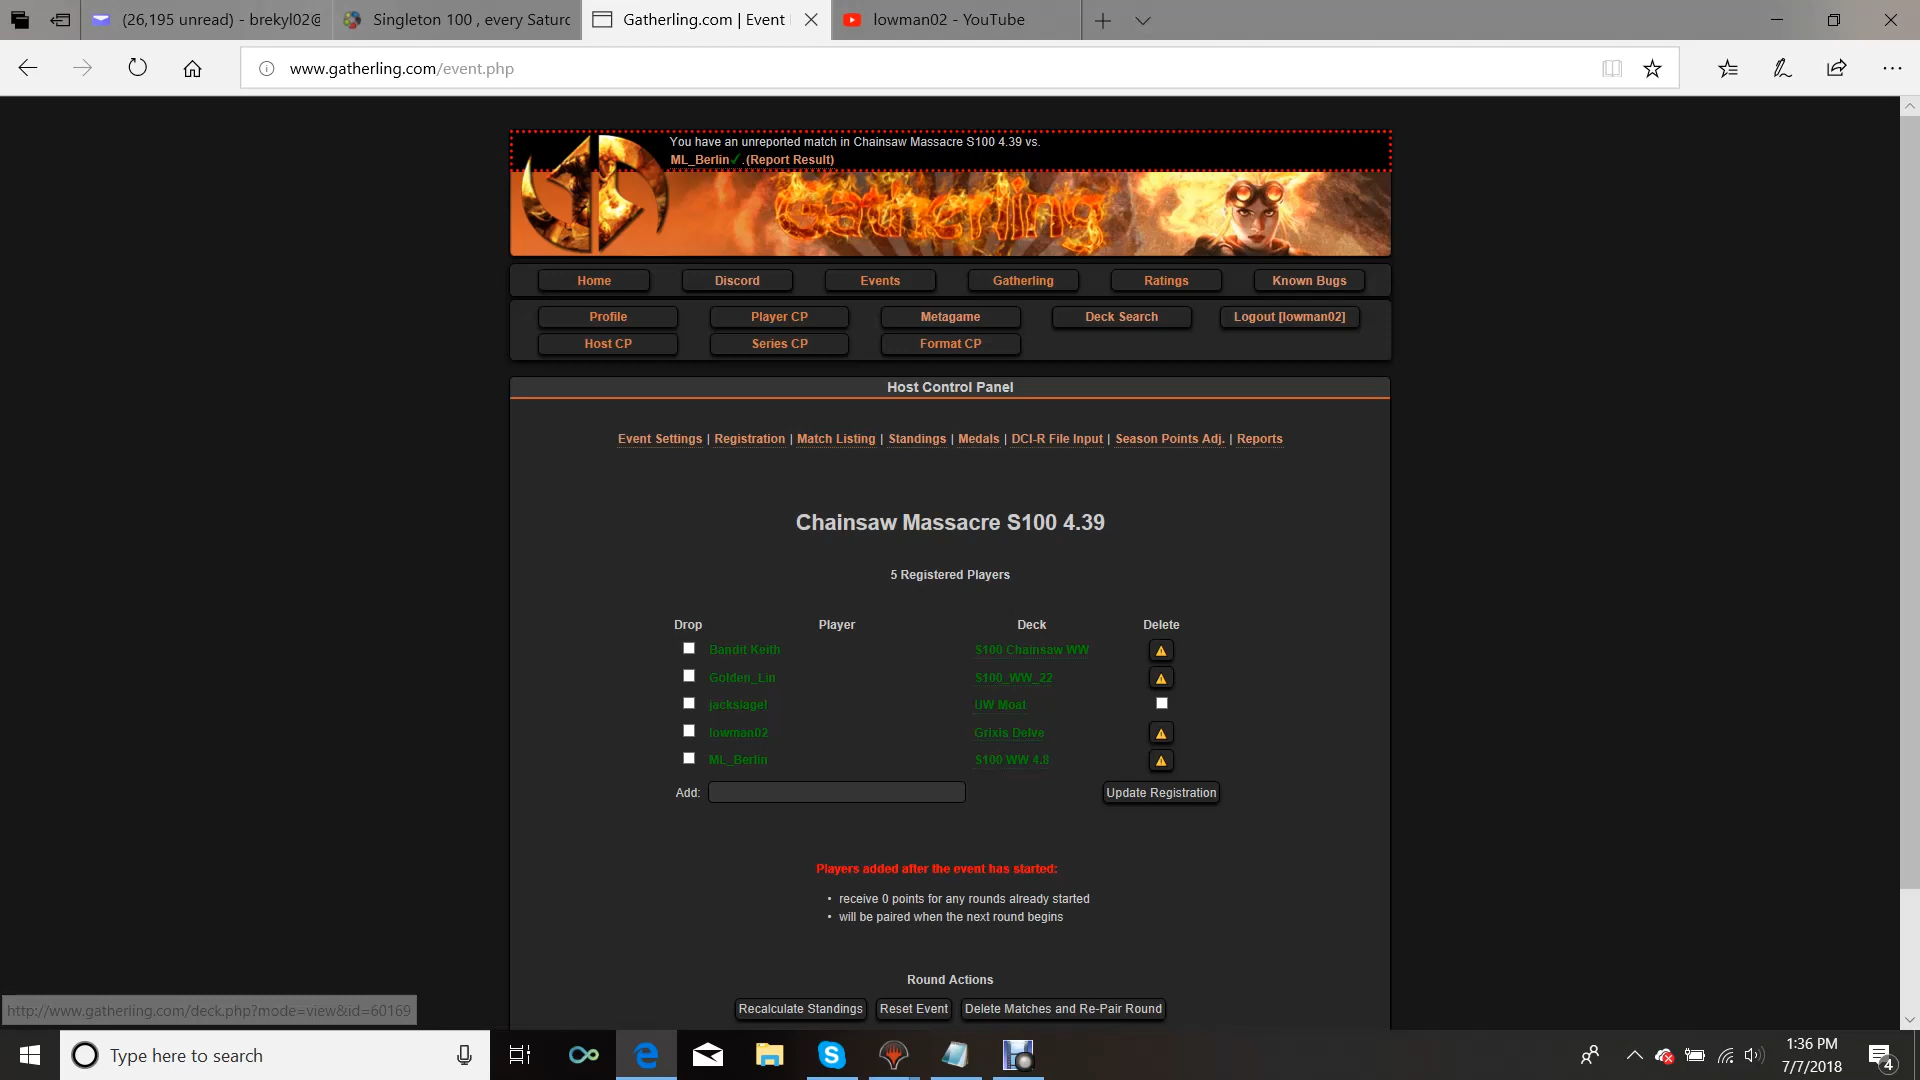 (26,195 unread) - brekyl02@
Singleton 100 , every Saturd
Gatherling.com | Event
lowman02 - YouTube
www.gatherling.com/event.php
You have an unreported match in Chainsaw Massacre S100 4.39 vs.
ML_Berlin✓.(Report Result)
Gatherling
Home Discord Events Gatherling Ratings Known Bugs
Profile Player CP Metagame Deck Search Logout [lowman02]
Host CP Series CP Format CP
Host Control Panel
Event Settings | Registration | Match Listing | Standings | Medals | DCI-R File Input | Season Points Adj. | Reports
Chainsaw Massacre S100 4.39
5 Registered Players
Drop Player Deck Delete
Bandit Keith S100 Chainsaw WW
Golden_Lin S100_WW_22
jackslagel UW Moat
lowman02 Grixis Delve
ML_Berlin S100 WW 4.8
Add: Update Registration
Players added after the event has started:
• receive 0 points for any rounds already started
• will be paired when the next round begins
Round Actions
Recalculate Standings Reset Event Delete Matches and Re-Pair Round
http://www.gatherling.com/deck.php?mode=view&id=60169
Type here to search
1:36 PM
7/7/2018
4